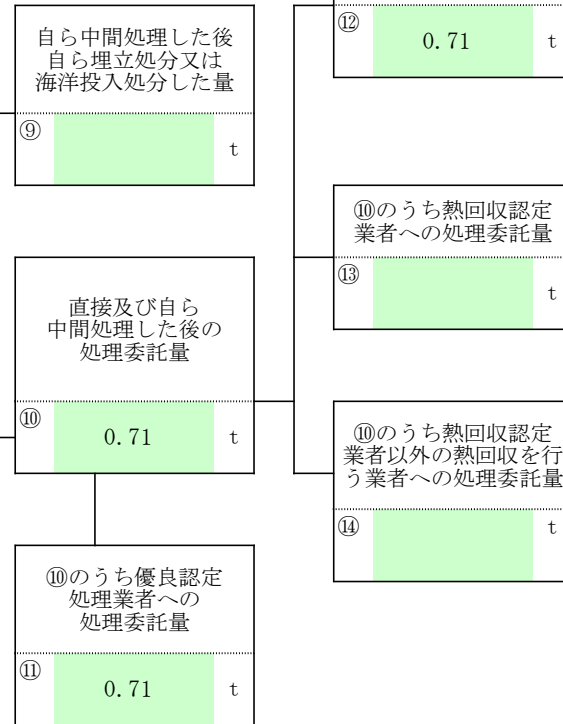 自ら中間処理した後
自ら埋立処分又は
海洋投入処分した量
⑨
t
直接及び自ら
中間処理した後の
処理委託量
⑩
0.71 t
⑩のうち優良認定
処理業者への
処理委託量
⑪
0.71 t
⑫
0.71 t
⑩のうち熱回収認定
業者への処理委託量
⑬
t
⑩のうち熱回収認定
業者以外の熱回収を行
う業者への処理委託量
⑭
t